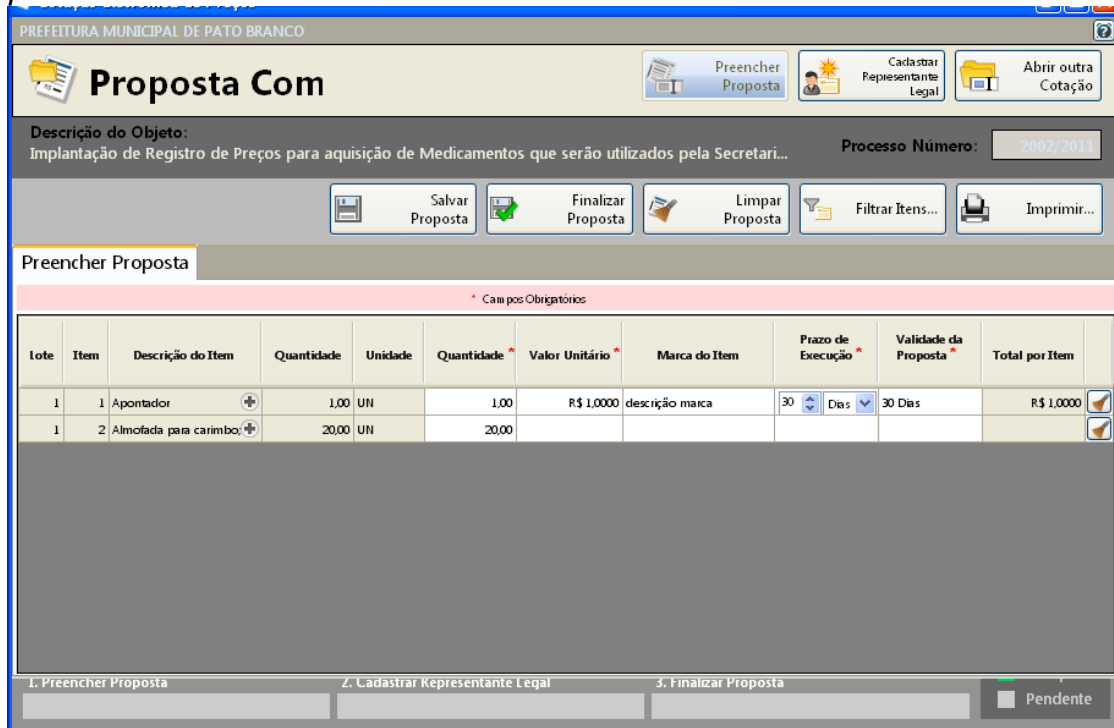 PREFEITURA MUNICIPAL DE PATO BRANCO
Proposta Com
Preencher
Proposta
Cadastrar
Representante
Legal
Abrir outra
Cotação
Descrição do Objeto:
Implantação de Registro de Preços para aquisição de Medicamentos que serão utilizados pela Secretari...
Processo Número:
2002/2011
Salvar
Proposta
Finalizar
Proposta
Limpar
Proposta
Filtrar Itens...
Imprimir...
Preencher Proposta
* Campos Obrigatórios
Lote Item Descrição do Item Quantidade Unidade Quantidade * Valor Unitário * Marca do Item Prazo de Execução * Validade da Proposta * Total por Item
1 1 Apontador 1,00 UN 1,00 R$ 1,0000 descrição marca 30 Dias 30 Dias R$ 1,0000
1 2 Almofada para carimbo; 20,00 UN 20,00
1. Preencher Proposta 2. Cadastrar Representante Legal 3. Finalizar Proposta
Pendente